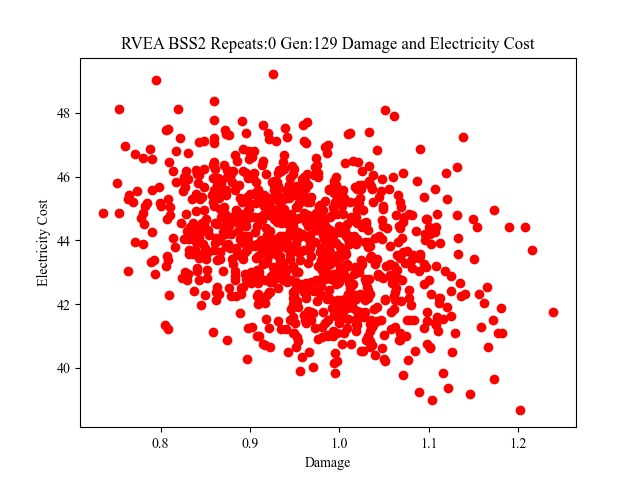 RVEA BSS2 Repeats:0 Gen:129 Damage and Electricity Cost
48
46
44
42
40
Electricity Cost
0.8 0.9 1.0 1.1 1.2
Damage